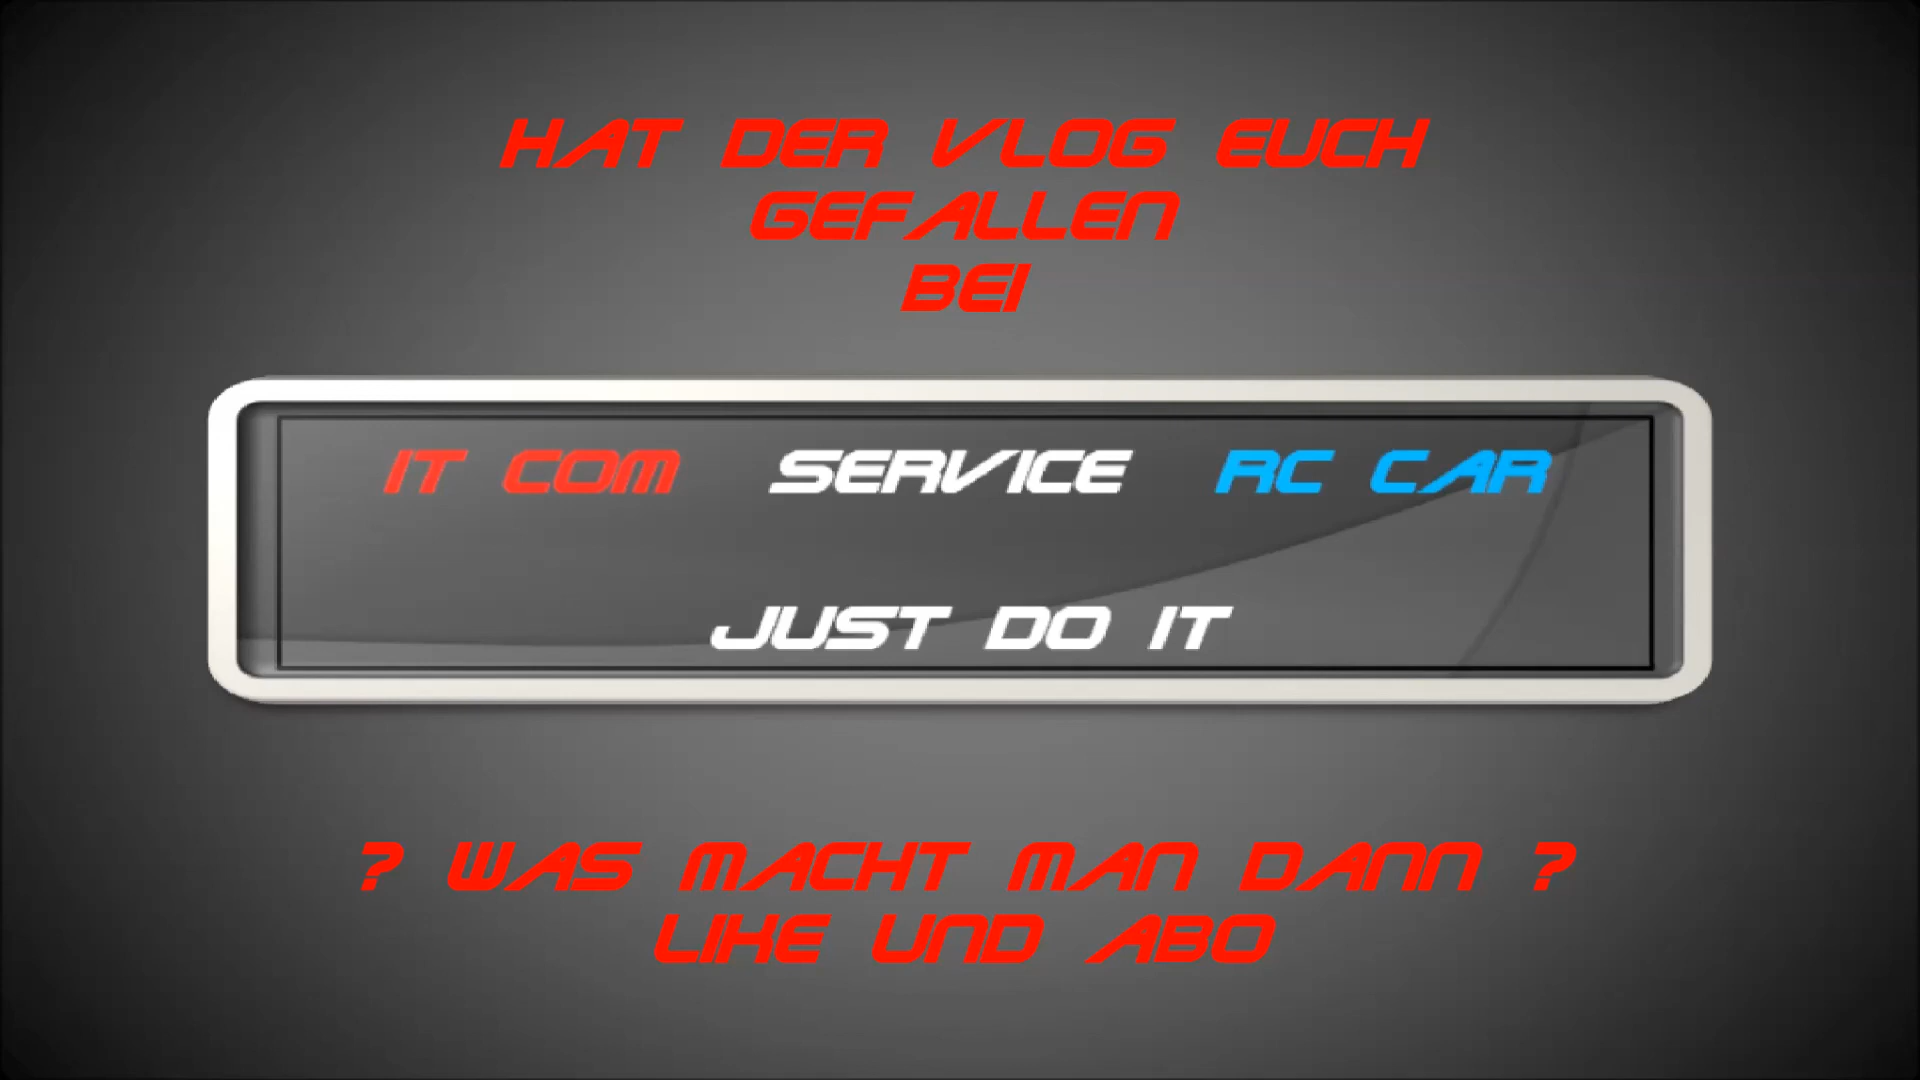 HAT DER VLOG EUCH
GEFALLEN
BEI
IT COM SERVICE RC CAR
JUST DO IT
? WAS MACHT MAN DANN ?
LIKE UND ABO